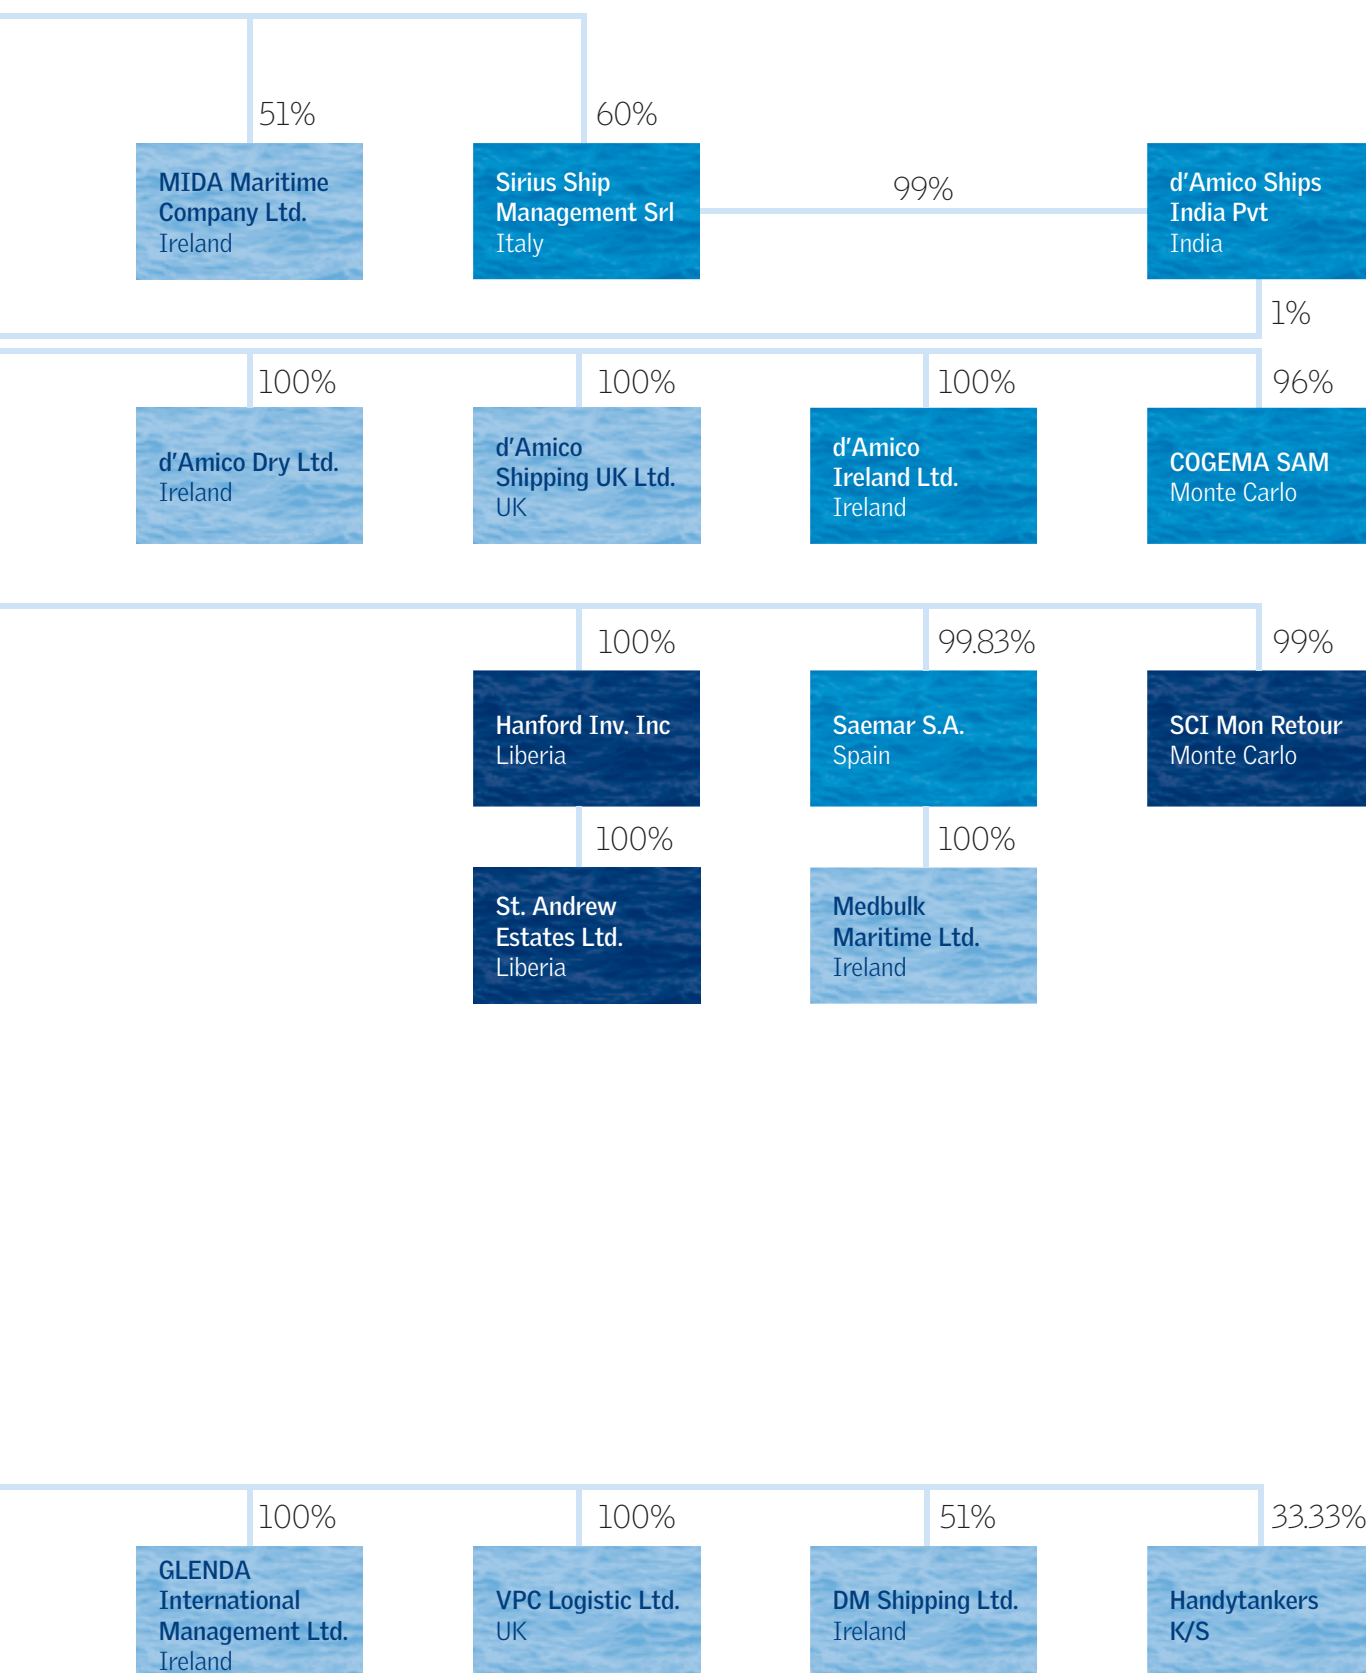 51%
60%
MIDA Maritime
Company Ltd.
Ireland
Sirius Ship
Management Srl
Italy
99%
d'Amico Ships
India Pvt
India
1%
100%
100%
100%
96%
d'Amico Dry Ltd.
Ireland
d'Amico
Shipping UK Ltd.
UK
d'Amico
Ireland Ltd.
Ireland
COGEMA SAM
Monte Carlo
100%
99.83%
99%
Hanford Inv. Inc
Liberia
Saemar S.A.
Spain
SCI Mon Retour
Monte Carlo
100%
100%
St. Andrew
Estates Ltd.
Liberia
Medbulk
Maritime Ltd.
Ireland
100%
100%
51%
33.33%
GLENDA
International
Management Ltd.
Ireland
VPC Logistic Ltd.
UK
DM Shipping Ltd.
Ireland
Handytankers
K/S